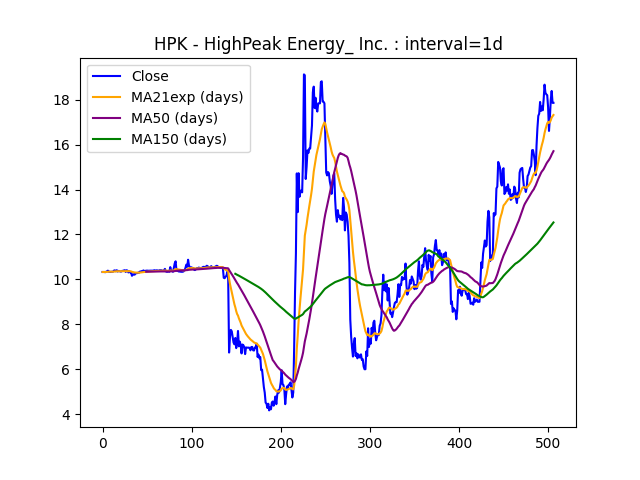 HPK - HighPeak Energy_ Inc. : interval=1d
Close
MA21exp (days)
MA50 (days)
MA150 (days)
18
16
14
12
10
8
6
4
0 100 200 300 400 500